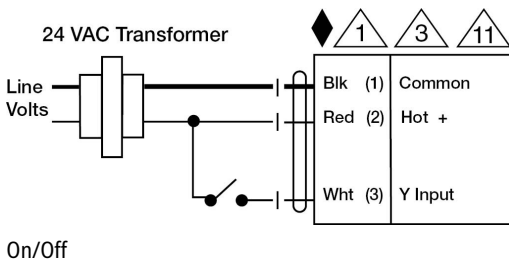 24 VAC Transformer
1 3 11
Line
Volts
Blk (1) Common
Red (2) Hot +
Wht (3) Y Input
On/Off